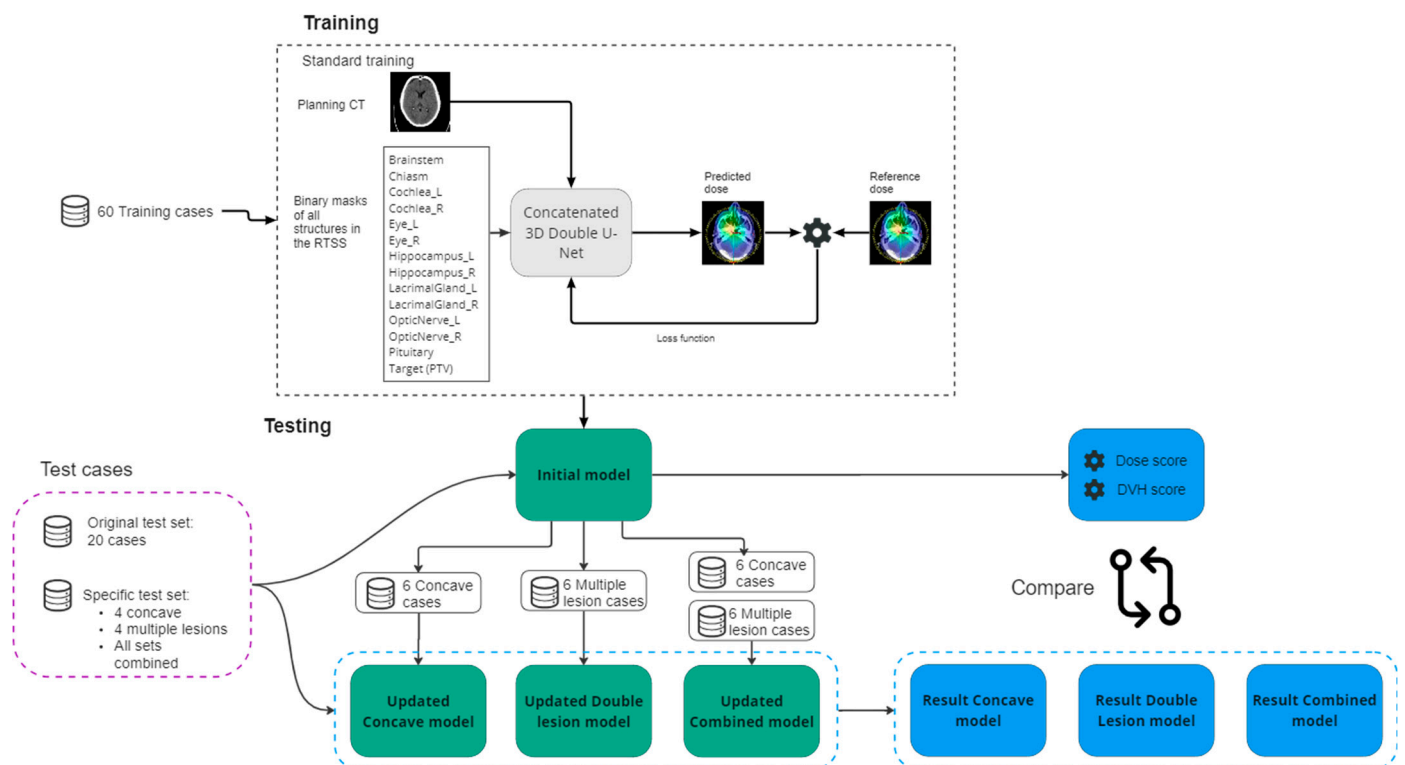 Training
Standard training
Planning CT
60 Training cases
Binary masks
of all
structures in
the RTSS
Brainstem
Chiasm
Cochlea_L
Cochlea_R
Eye_L
Eye_R
Hippocampus_L
Hippocampus_R
LacrimalGland_L
LacrimalGland_R
OpticNerve_L
OpticNerve_R
Pituitary
Target (PTV)
Concatenated
3D Double U-
Net
Predicted
dose
Reference
dose
Loss function
Testing
Test cases
Original test set:
20 cases
Specific test set:
• 4 concave
• 4 multiple lesions
• All sets
combined
Initial model
Dose score
DVH score
6 Concave
cases
6 Multiple
lesion cases
6 Concave
cases
6 Multiple
lesion cases
Compare
Updated
Concave model
Updated Double
lesion model
Updated
Combined model
Result Concave
model
Result Double
Lesion model
Result Combined
model